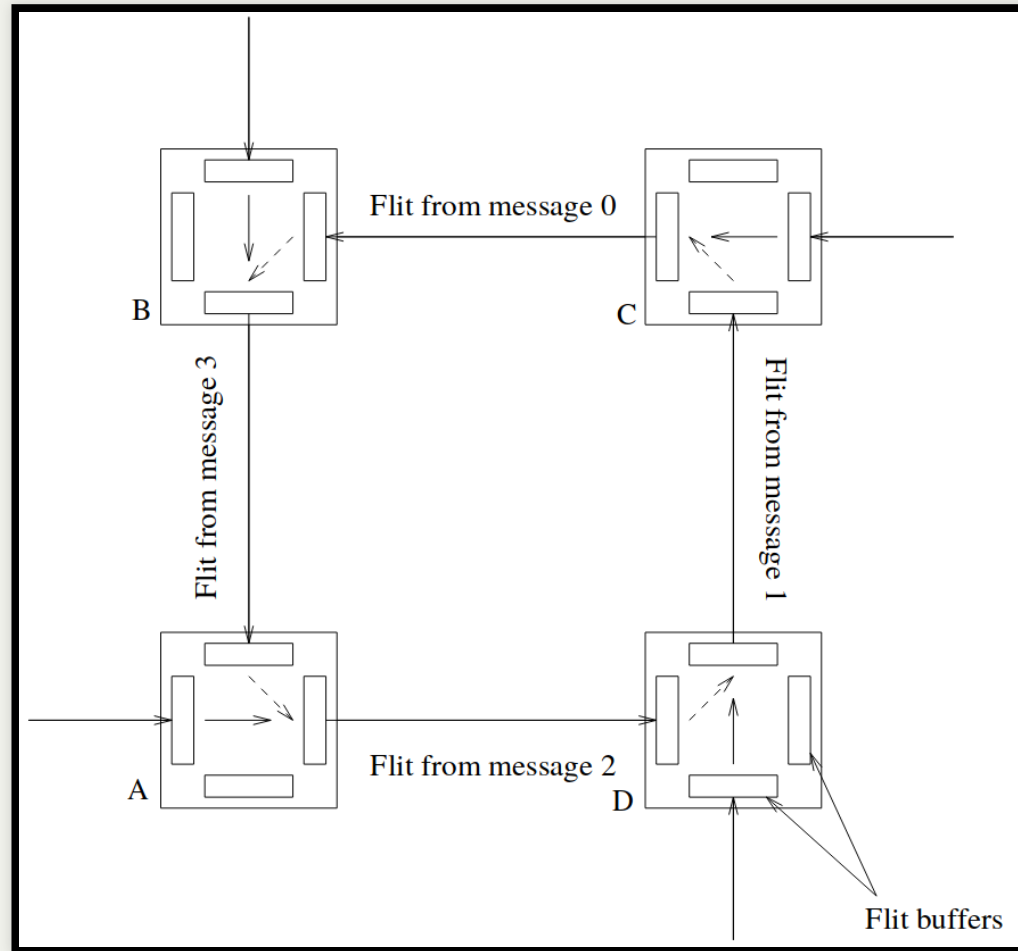 Flit from message 0
B
C
Flit from message 3
Flit from message 1
Flit from message 2
A
D
Flit buffers